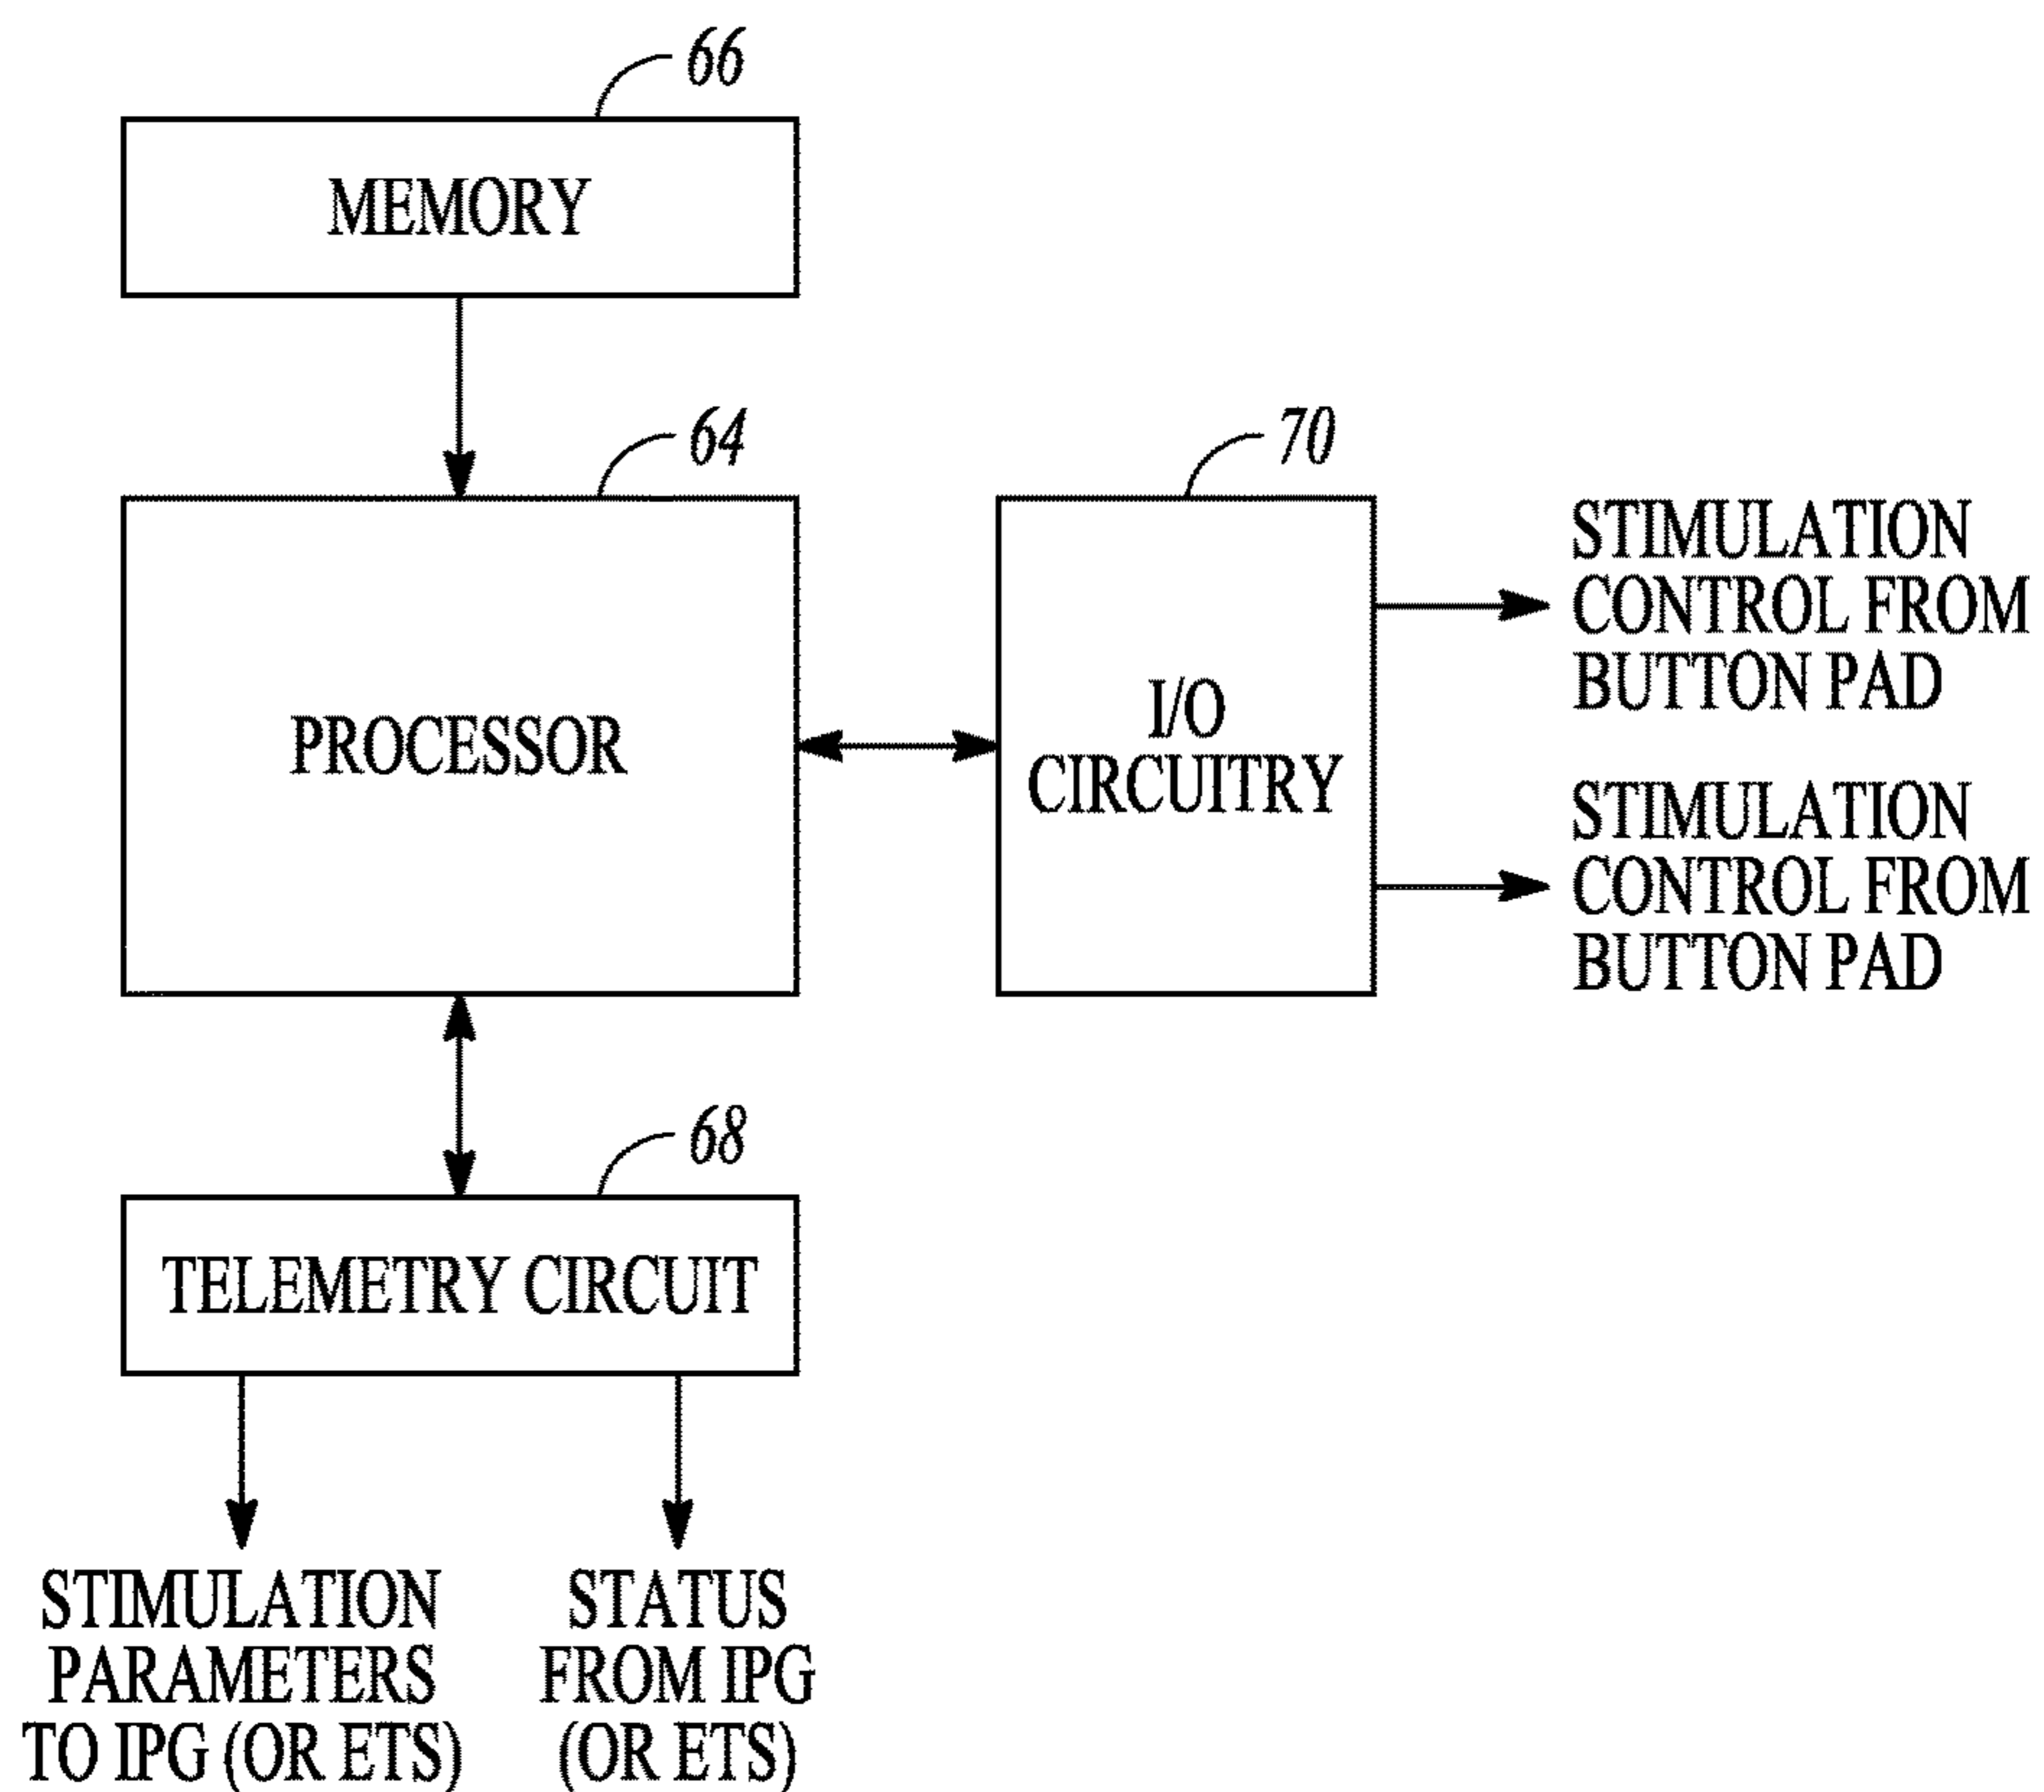 66
MEMORY
64
70
PROCESSOR
I/O
CIRCUITRY
STIMULATION
CONTROL FROM
BUTTON PAD
STIMULATION
CONTROL FROM
BUTTON PAD
68
TELEMETRY CIRCUIT
STIMULATION
PARAMETERS
TO IPG (OR ETS)
STATUS
FROM IPG
(OR ETS)